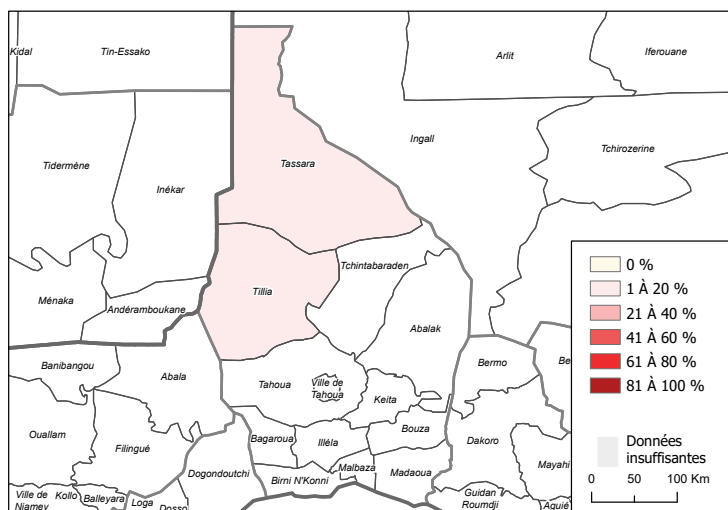 Kidal
Tin-Essako
Arlit
Iferouane
Ingall
Tchirozerine
Tassara
Tidermène
Inékar
Tchintabaraden
Tillia
Ménaka
Andéramboukane
Abalak
Banibangou
Abala
Bermo
Be
Tahoua
Ville de
Tahoua
Keita
Ouallam
Filingué
Bagaroua
Illéla
Bouza
Dakoro
Mayahi
Dogondoutchi
Birni N'Konni
Malbaza
Madaoua
Ville de
Niamey
Kollo
Balleyara
Loga
Dosso
Guidan
Roumdji
Aguié
0 %
1 À 20 %
21 À 40 %
41 À 60 %
61 À 80 %
81 À 100 %
Données
insuffisantes
0 50 100 Km